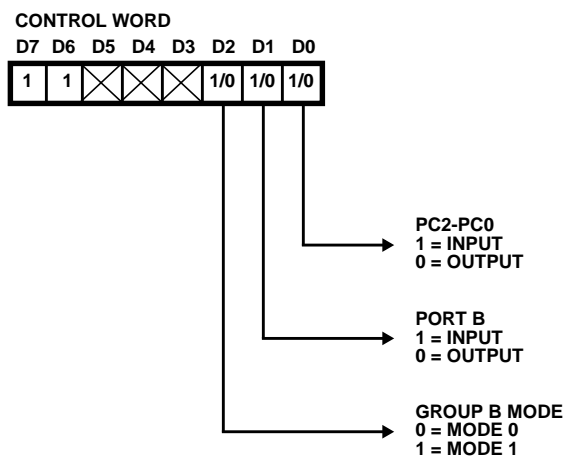 CONTROL WORD
D7 D6 D5 D4 D3 D2 D1 D0
1 1 1/0 1/0 1/0
PC2-PC0
1 = INPUT
0 = OUTPUT
PORT B
1 = INPUT
0 = OUTPUT
GROUP B MODE
0 = MODE 0
1 = MODE 1